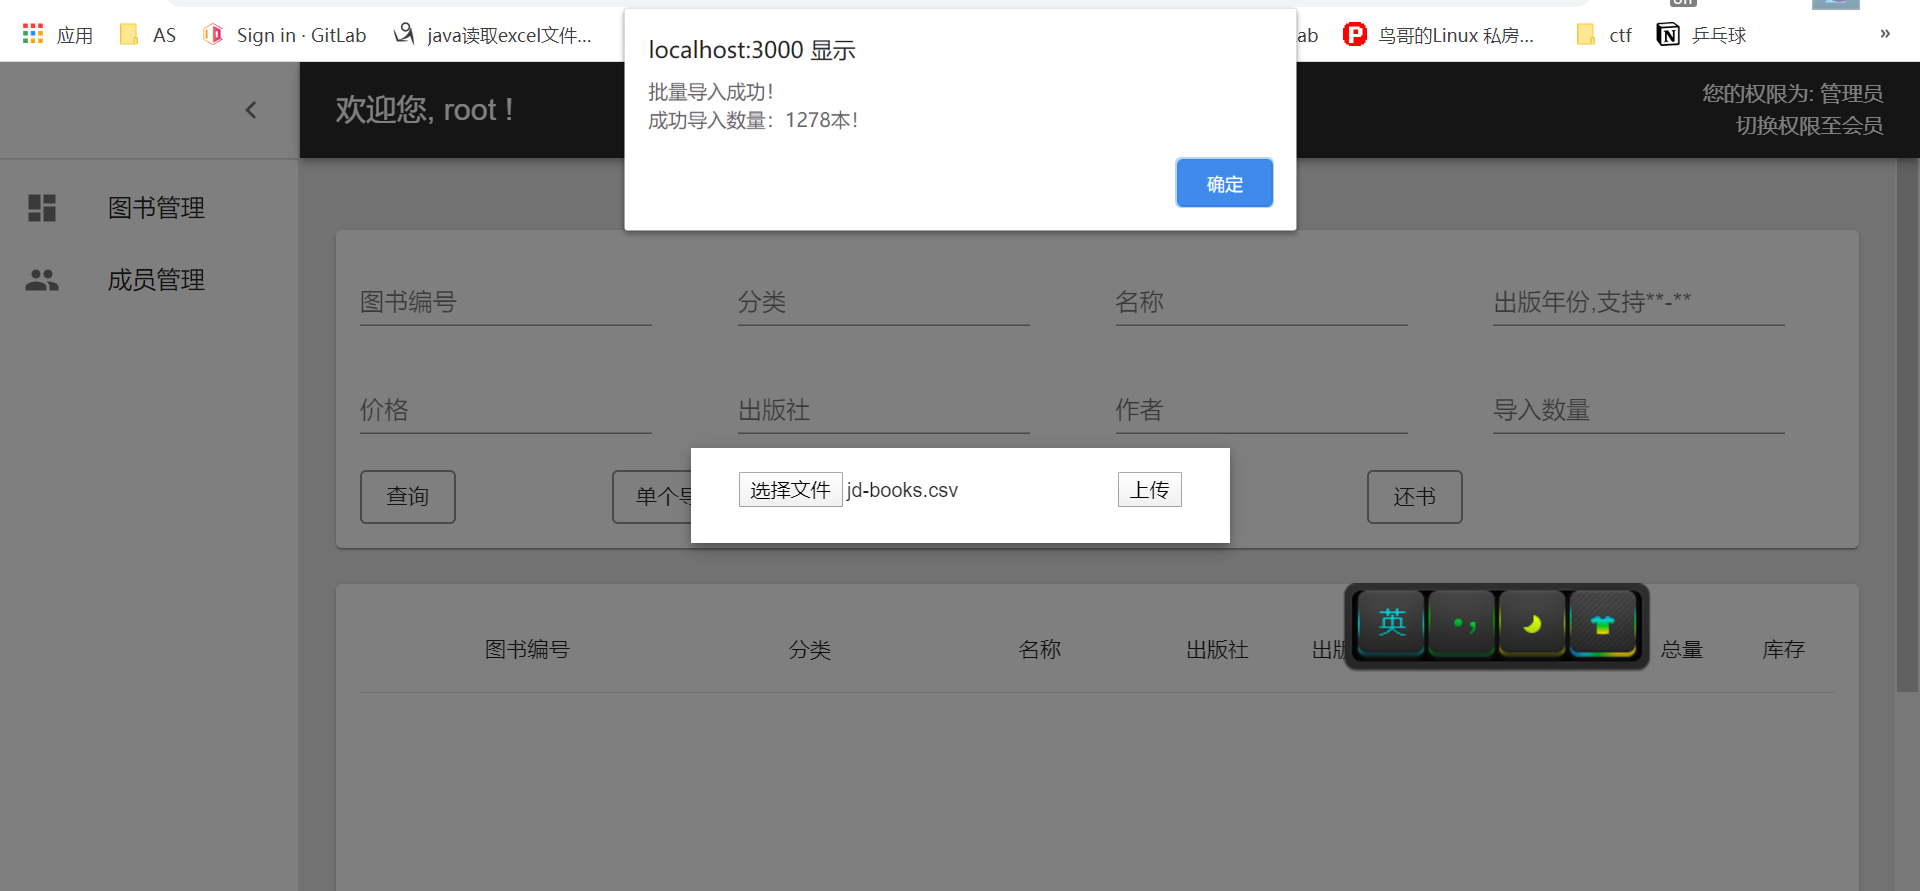 on
应用 AS Sign in · GitLab java读取excel文件... ab 鸟哥的Linux 私房... ctf 乒乓球 »
localhost:3000 显示
批量导入成功！
成功导入数量：1278本！
确定
欢迎您, root !
您的权限为: 管理员
切换权限至会员
图书管理
成员管理
图书编号 分类 名称 出版年份,支持**-**
价格 出版社 作者 导入数量
查询 单个导 还书
选择文件 jd-books.csv 上传
英
图书编号 分类 名称 出版社 出版 总量 库存